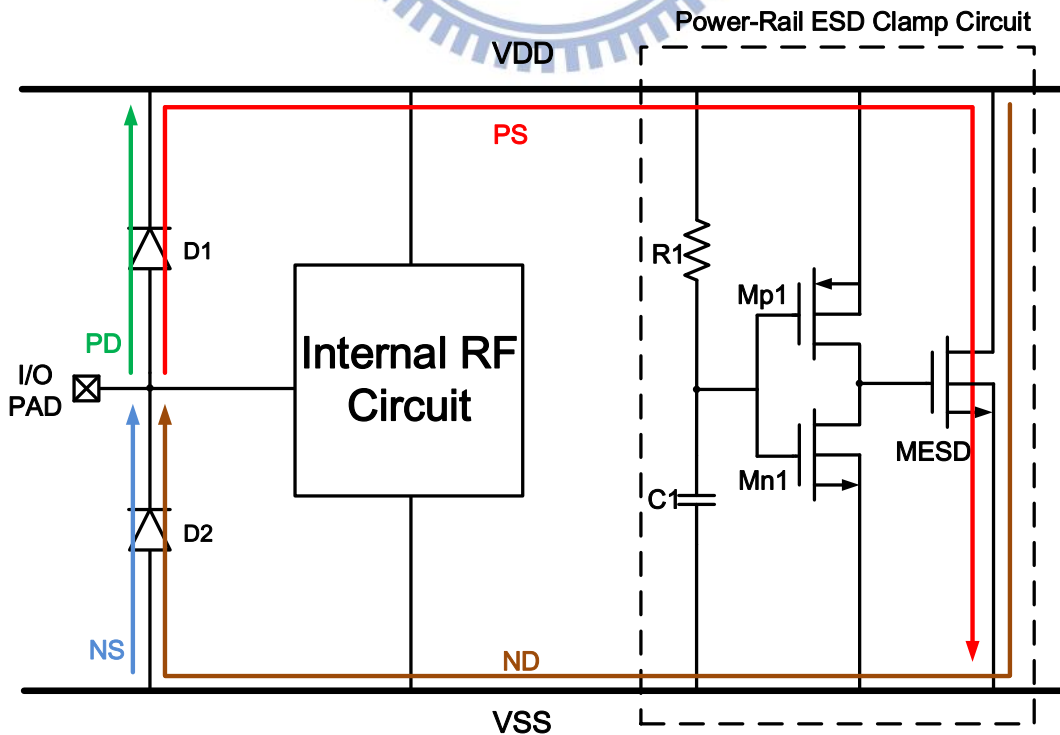 Power-Rail ESD Clamp Circuit
VDD
PS
D1
R1
Mp1
PD
Internal RF
Circuit
I/O
PAD
MESD
Mn1
C1
D2
NS
ND
VSS